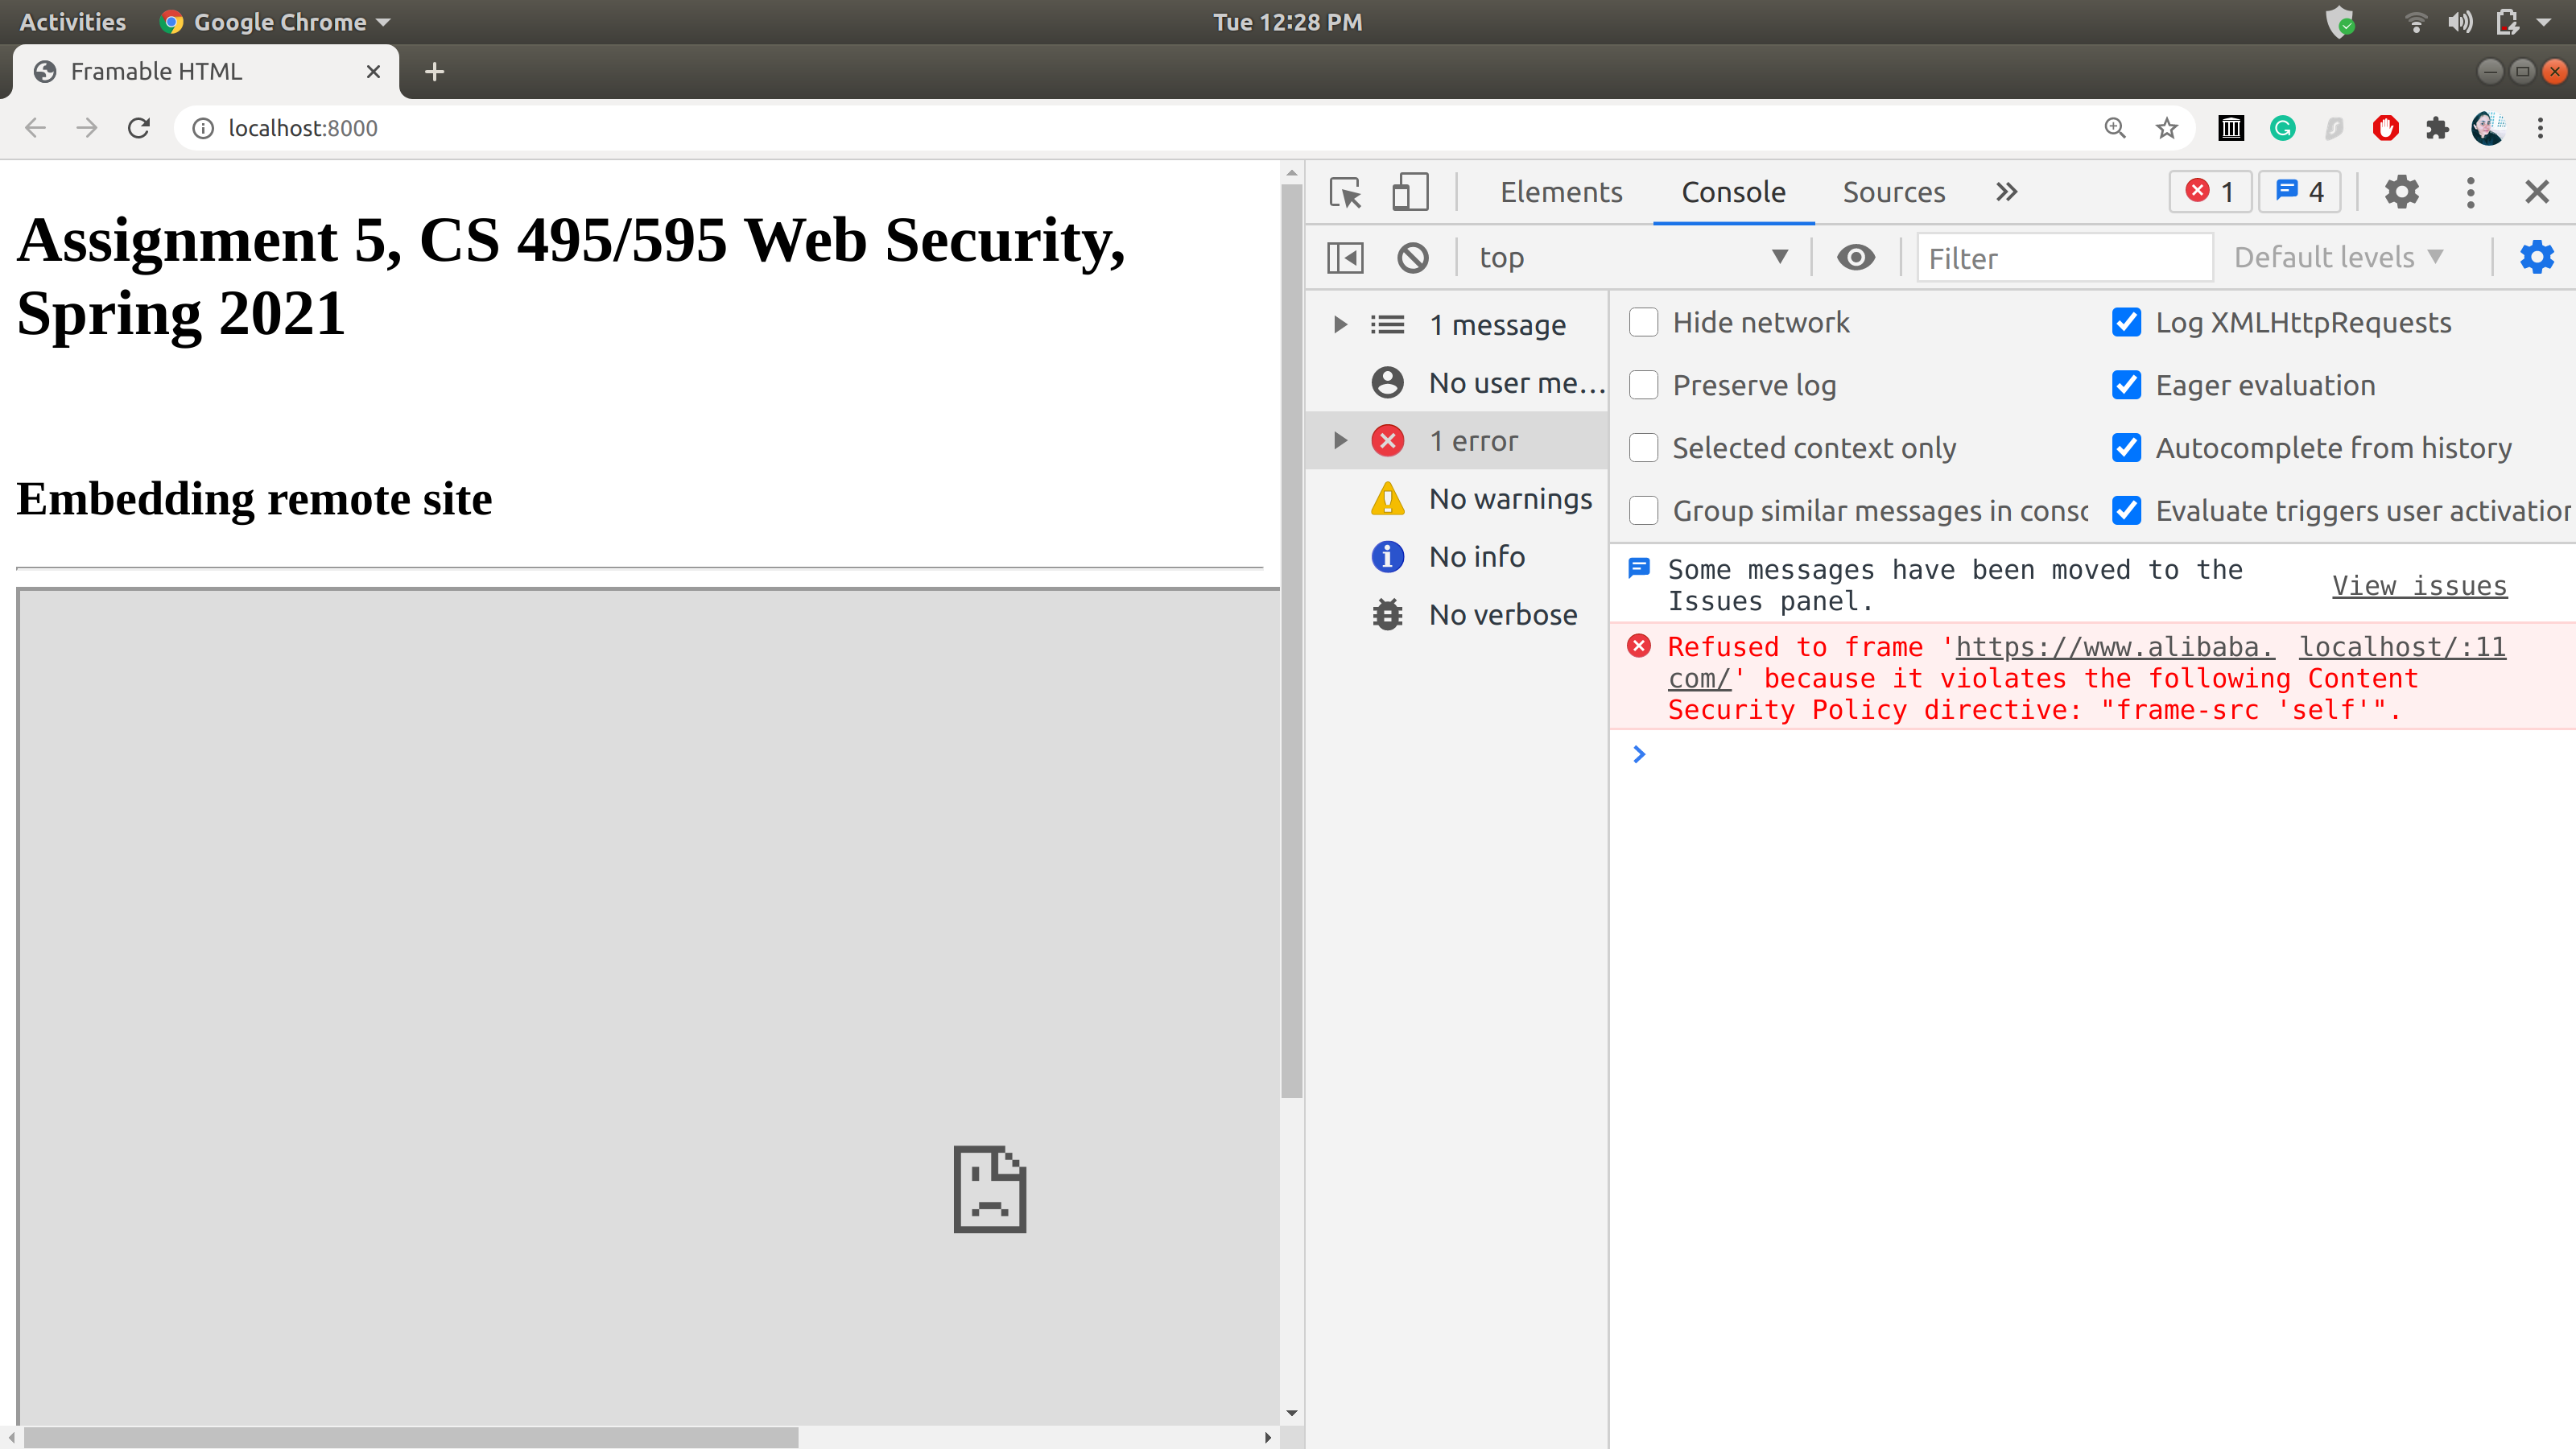 Activities Google Chrome Tue 12:28 PM
Framable HTML
localhost:8000
Assignment 5, CS 495/595 Web Security,
Spring 2021
Embedding remote site
Elements Console Sources 1 4
top Filter Default levels
1 message
No user me…
1 error
No warnings
No info
No verbose
Hide network Log XMLHttpRequests
Preserve log Eager evaluation
Selected context only Autocomplete from history
Group similar messages in consc Evaluate triggers user activation
Some messages have been moved to the
Issues panel. View issues
Refused to frame 'https://www.alibaba. localhost/:11
com/' because it violates the following Content
Security Policy directive: "frame-src 'self'".